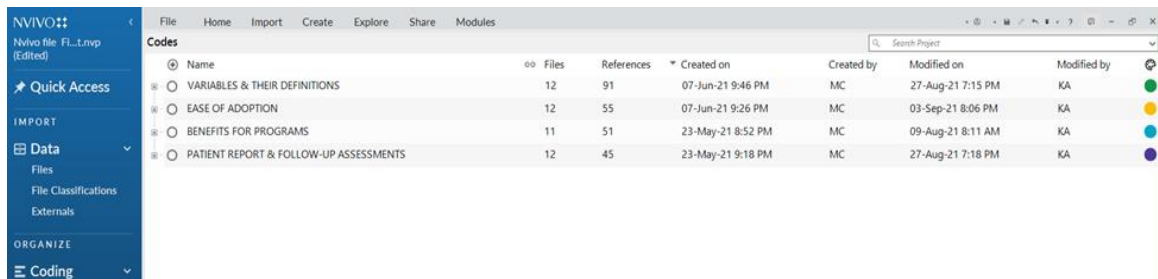 NVIVO
File Home Import Create Explore Share Modules
Nvivo file Fi...t.nvp
(Edited)
Codes
Search Project
Name Files References Created on Created by Modified on Modified by
Quick Access
VARIABLES & THEIR DEFINITIONS 12 91 07-Jun-21 9:46 PM MC 27-Aug-21 7:15 PM KA
EASE OF ADOPTION 12 55 07-Jun-21 9:26 PM MC 03-Sep-21 8:06 PM KA
IMPORT
BENEFITS FOR PROGRAMS 11 51 23-May-21 8:52 PM MC 09-Aug-21 8:11 AM KA
Data
PATIENT REPORT & FOLLOW-UP ASSESSMENTS 12 45 23-May-21 9:18 PM MC 27-Aug-21 7:18 PM KA
Files
File Classifications
Externals
ORGANIZE
Coding